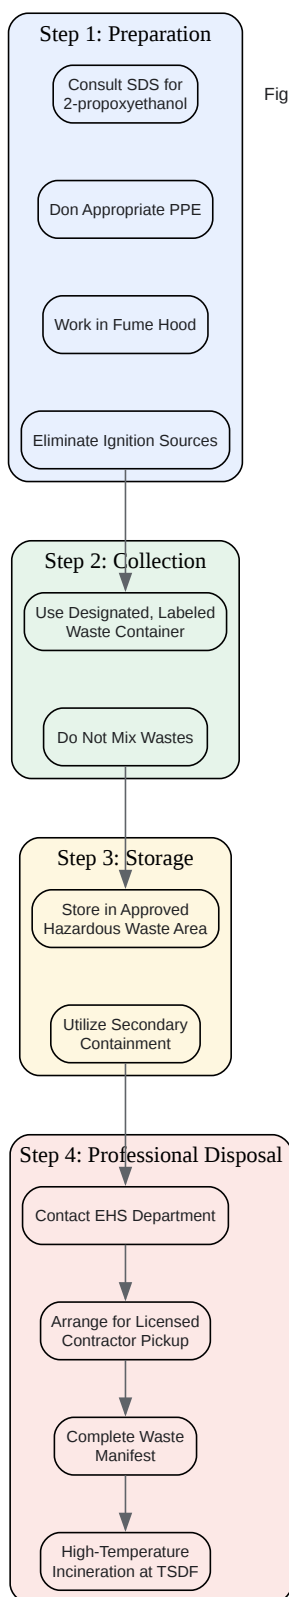 Step 1: Preparation
Consult SDS for
2-propoxyethanol
Fig
Don Appropriate PPE
Work in Fume Hood
Eliminate Ignition Sources
Step 2: Collection
Use Designated, Labeled
Waste Container
Do Not Mix Wastes
Step 3: Storage
Store in Approved
Hazardous Waste Area
Utilize Secondary
Containment
Step 4: Professional Disposal
Contact EHS Department
Arrange for Licensed
Contractor Pickup
Complete Waste
Manifest
High-Temperature
Incineration at TSDF